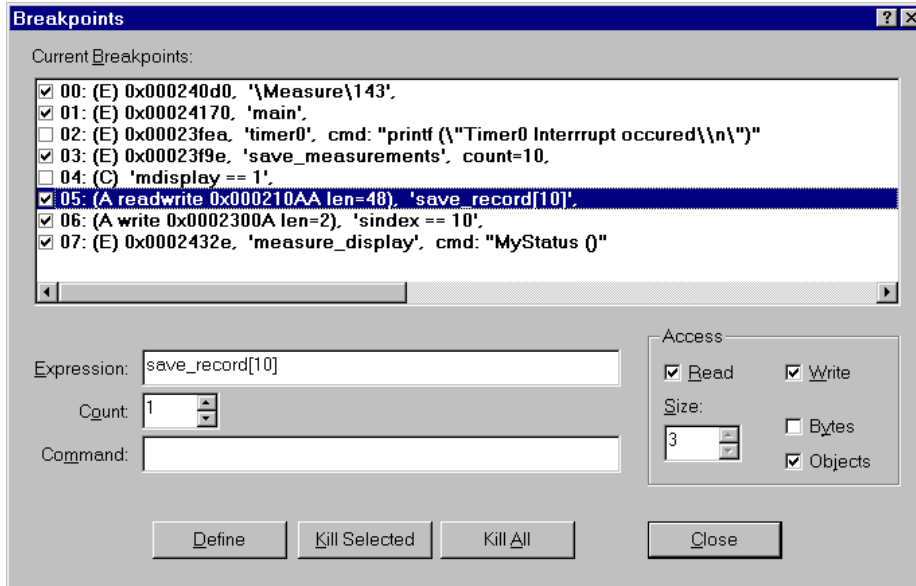 Breakpoints
Current Breakpoints:
00: (E) 0x000240d0, '\Measure\143',
01: (E) 0x00024170, 'main',
02: (E) 0x00023fea, 'timer0', cmd: "printf (\"Timer0 Interrrupt occured\\n\")"
03: (E) 0x00023f9e, 'save_measurements', count=10,
04: (C) 'mdisplay == 1',
05: (A readwrite 0x000210AA len=48), 'save_record[10]',
06: (A write 0x0002300A len=2), 'sindex == 10',
07: (E) 0x0002432e, 'measure_display', cmd: "MyStatus ()"
Expression: save_record[10]
Count: 1
Command:
Access
Read Write
Size:
3
Bytes
Objects
Define Kill Selected Kill All Close